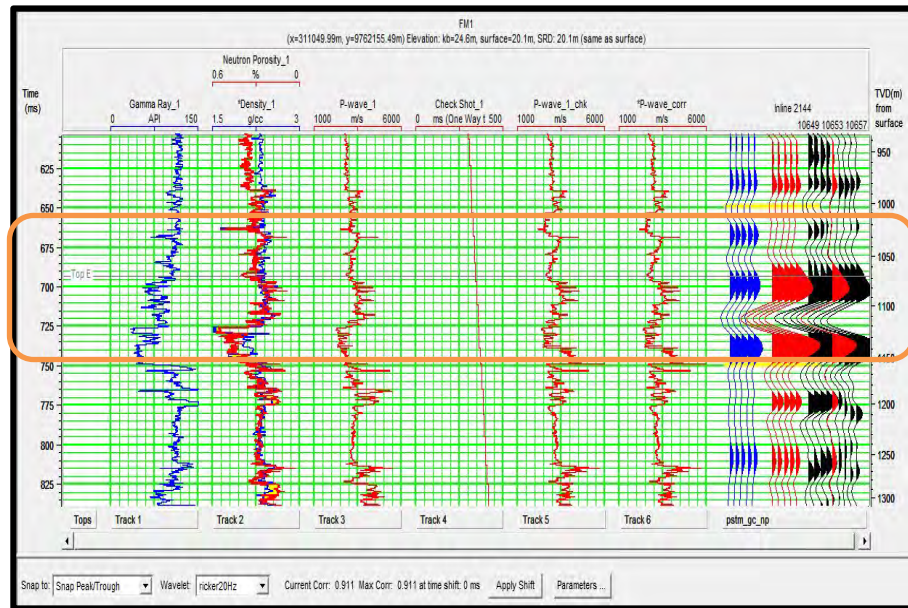 FM1
(x=311049.99m, y=9762155.49m) Elevation: kb=24.6m, surface=20.1m, SRD: 20.1m (same as surface)
Neutron Porosity_1
0.6 % 0
Time (ms)
Gamma Ray_1
0 API 150
*Density_1
1.5 g/cc 3
P-wave_1
1000 m/s 6000
Check Shot_1
0 ms (One Way t 500
P-wave_1_chk
1000 m/s 6000
*P-wave_corr
1000 m/s 6000
Inline 2144
10649 10653 10657
TVD(m)
from
surface
625
650
675
Top E
700
725
750
775
800
825
950
1000
1050
1100
1150
1200
1250
1300
Tops Track 1 Track 2 Track 3 Track 4 Track 5 Track 6 pstm_gc_np
Snap to: Snap Peak/Trough Wavelet: ricker20Hz Current Corr: 0.911 Max Corr: 0.911 at time shift: 0 ms Apply Shift Parameters ...